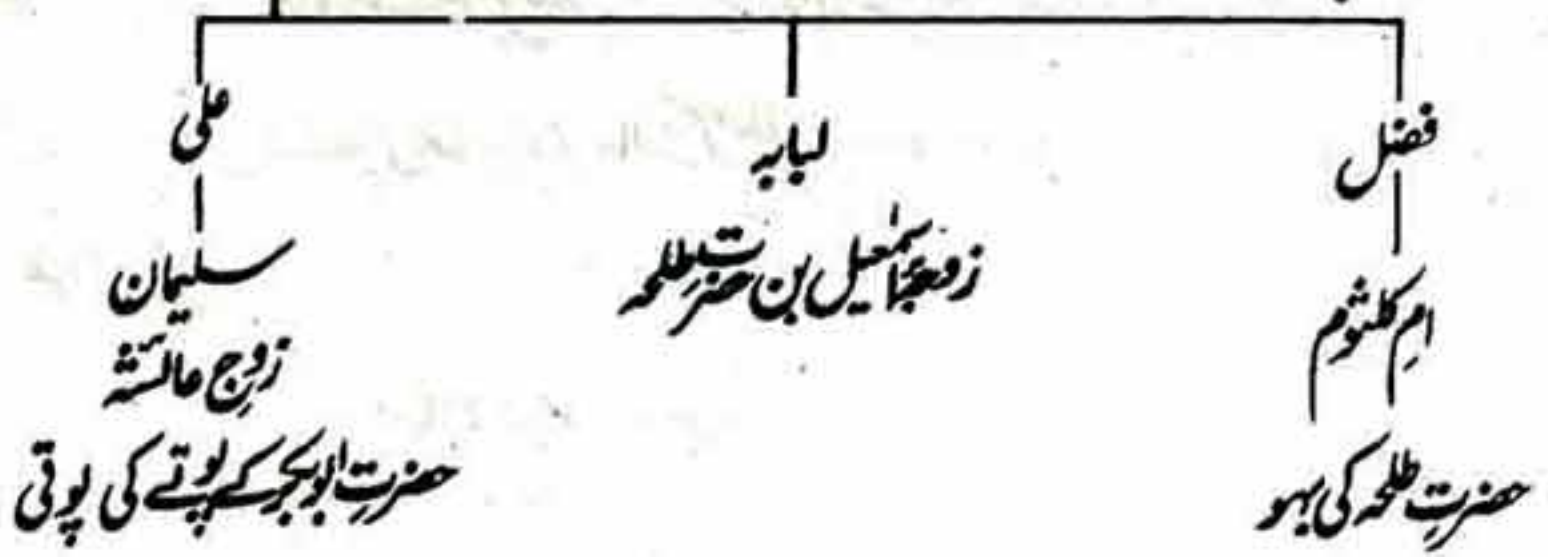 فضل
ام کلثوم
حضرتِ طلحہ کی بہو
لبابہ
زوجہٴ اسمٰعیل بن حضرتِ طلحہ
علی
سلیمان
زوجِ عائشہ
حضرتِ ابوبکر کے پوتے کی پوتی